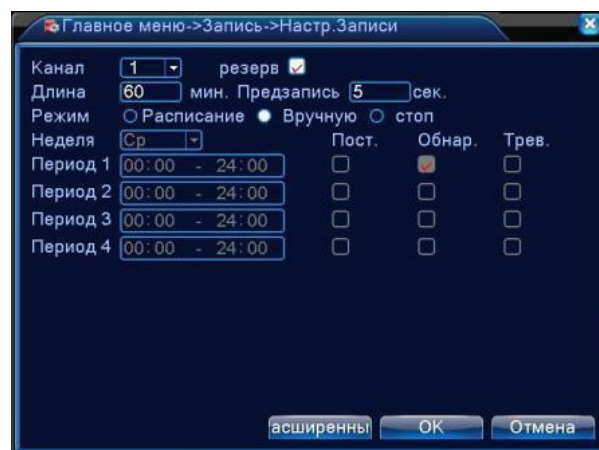 Главное меню->Запись->Настр.Записи
Канал 1 резерв
Длина 60 мин. Предзапись 5 сек.
Режим Расписание Вручную стоп
Неделя Ср Пост. Обнар. Трев.
Период 1 00:00 - 24:00
Период 2 00:00 - 24:00
Период 3 00:00 - 24:00
Период 4 00:00 - 24:00
асширенны OK Отмена